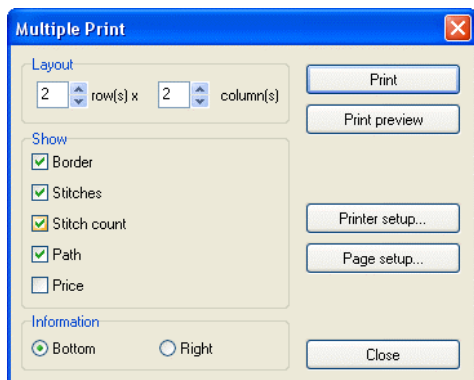 Multiple Print
Layout
2 row(s) x 2 column(s)
Print
Print preview
Show
Border
Stitches
Stitch count
Path
Price
Printer setup...
Page setup...
Information
Bottom Right
Close